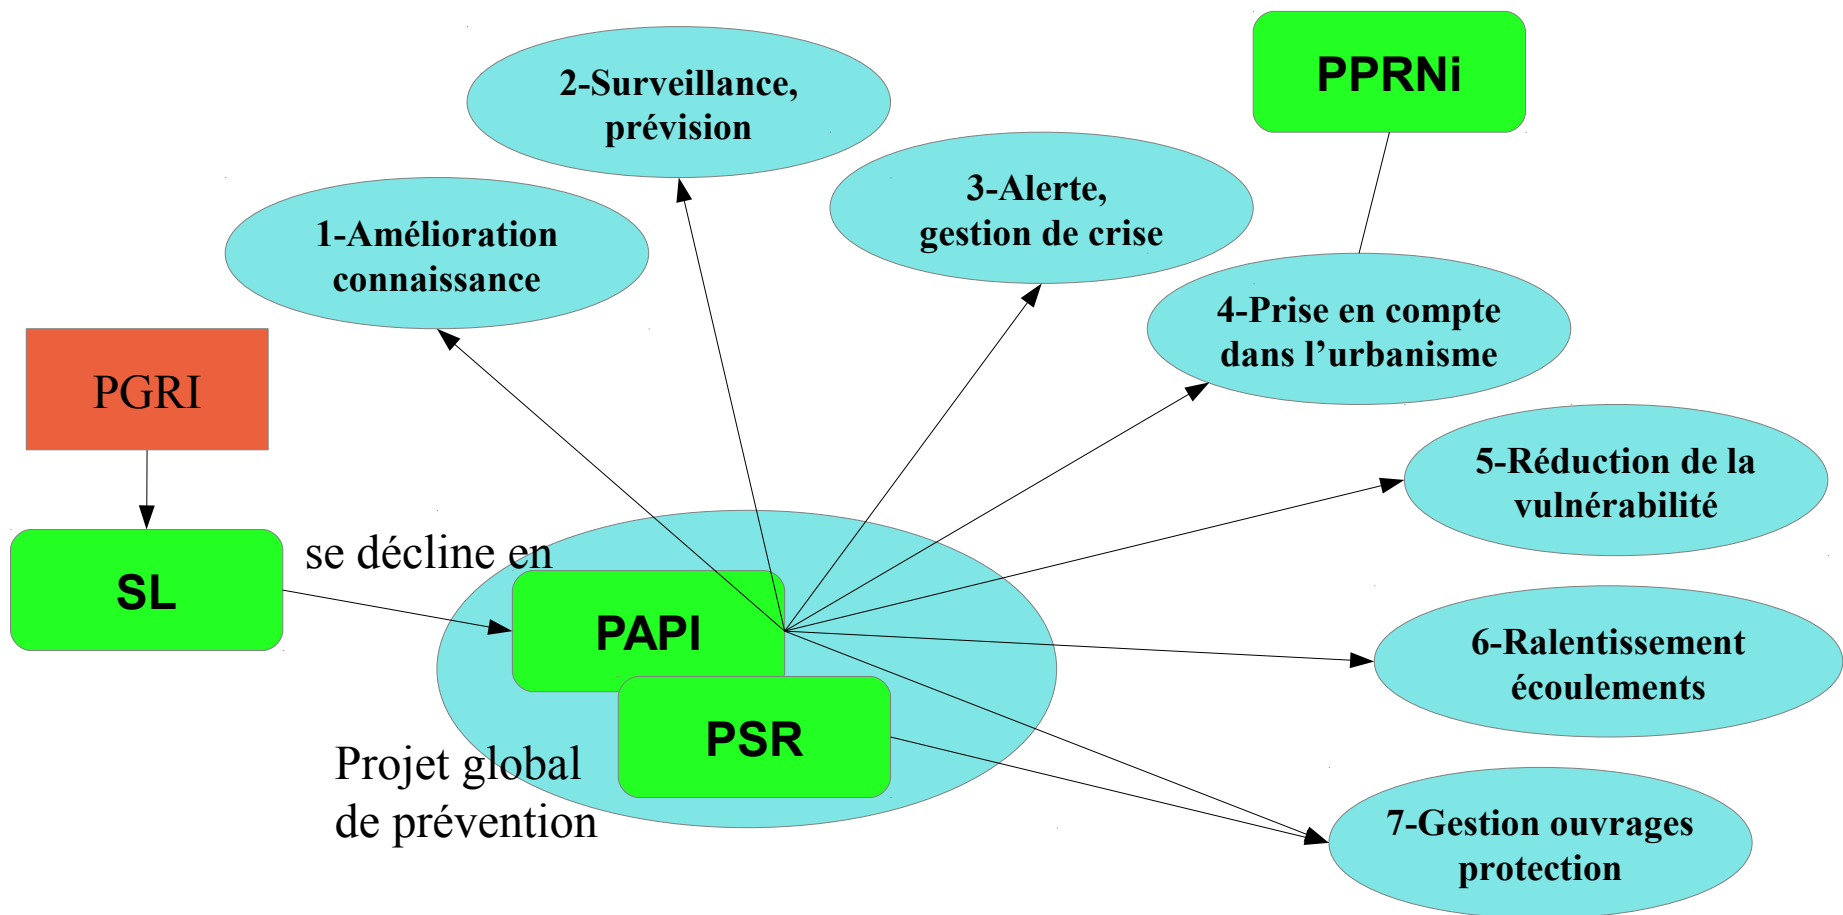 2-Surveillance,
prévision
PPRNi
3-Alerte,
gestion de crise
1-Amélioration
connaissance
4-Prise en compte
dans l’urbanisme
PGRI
5-Réduction de la
vulnérabilité
se décline en
SL
PAPI
6-Ralentissement
écoulements
PSR
Projet global
de prévention
7-Gestion ouvrages
protection